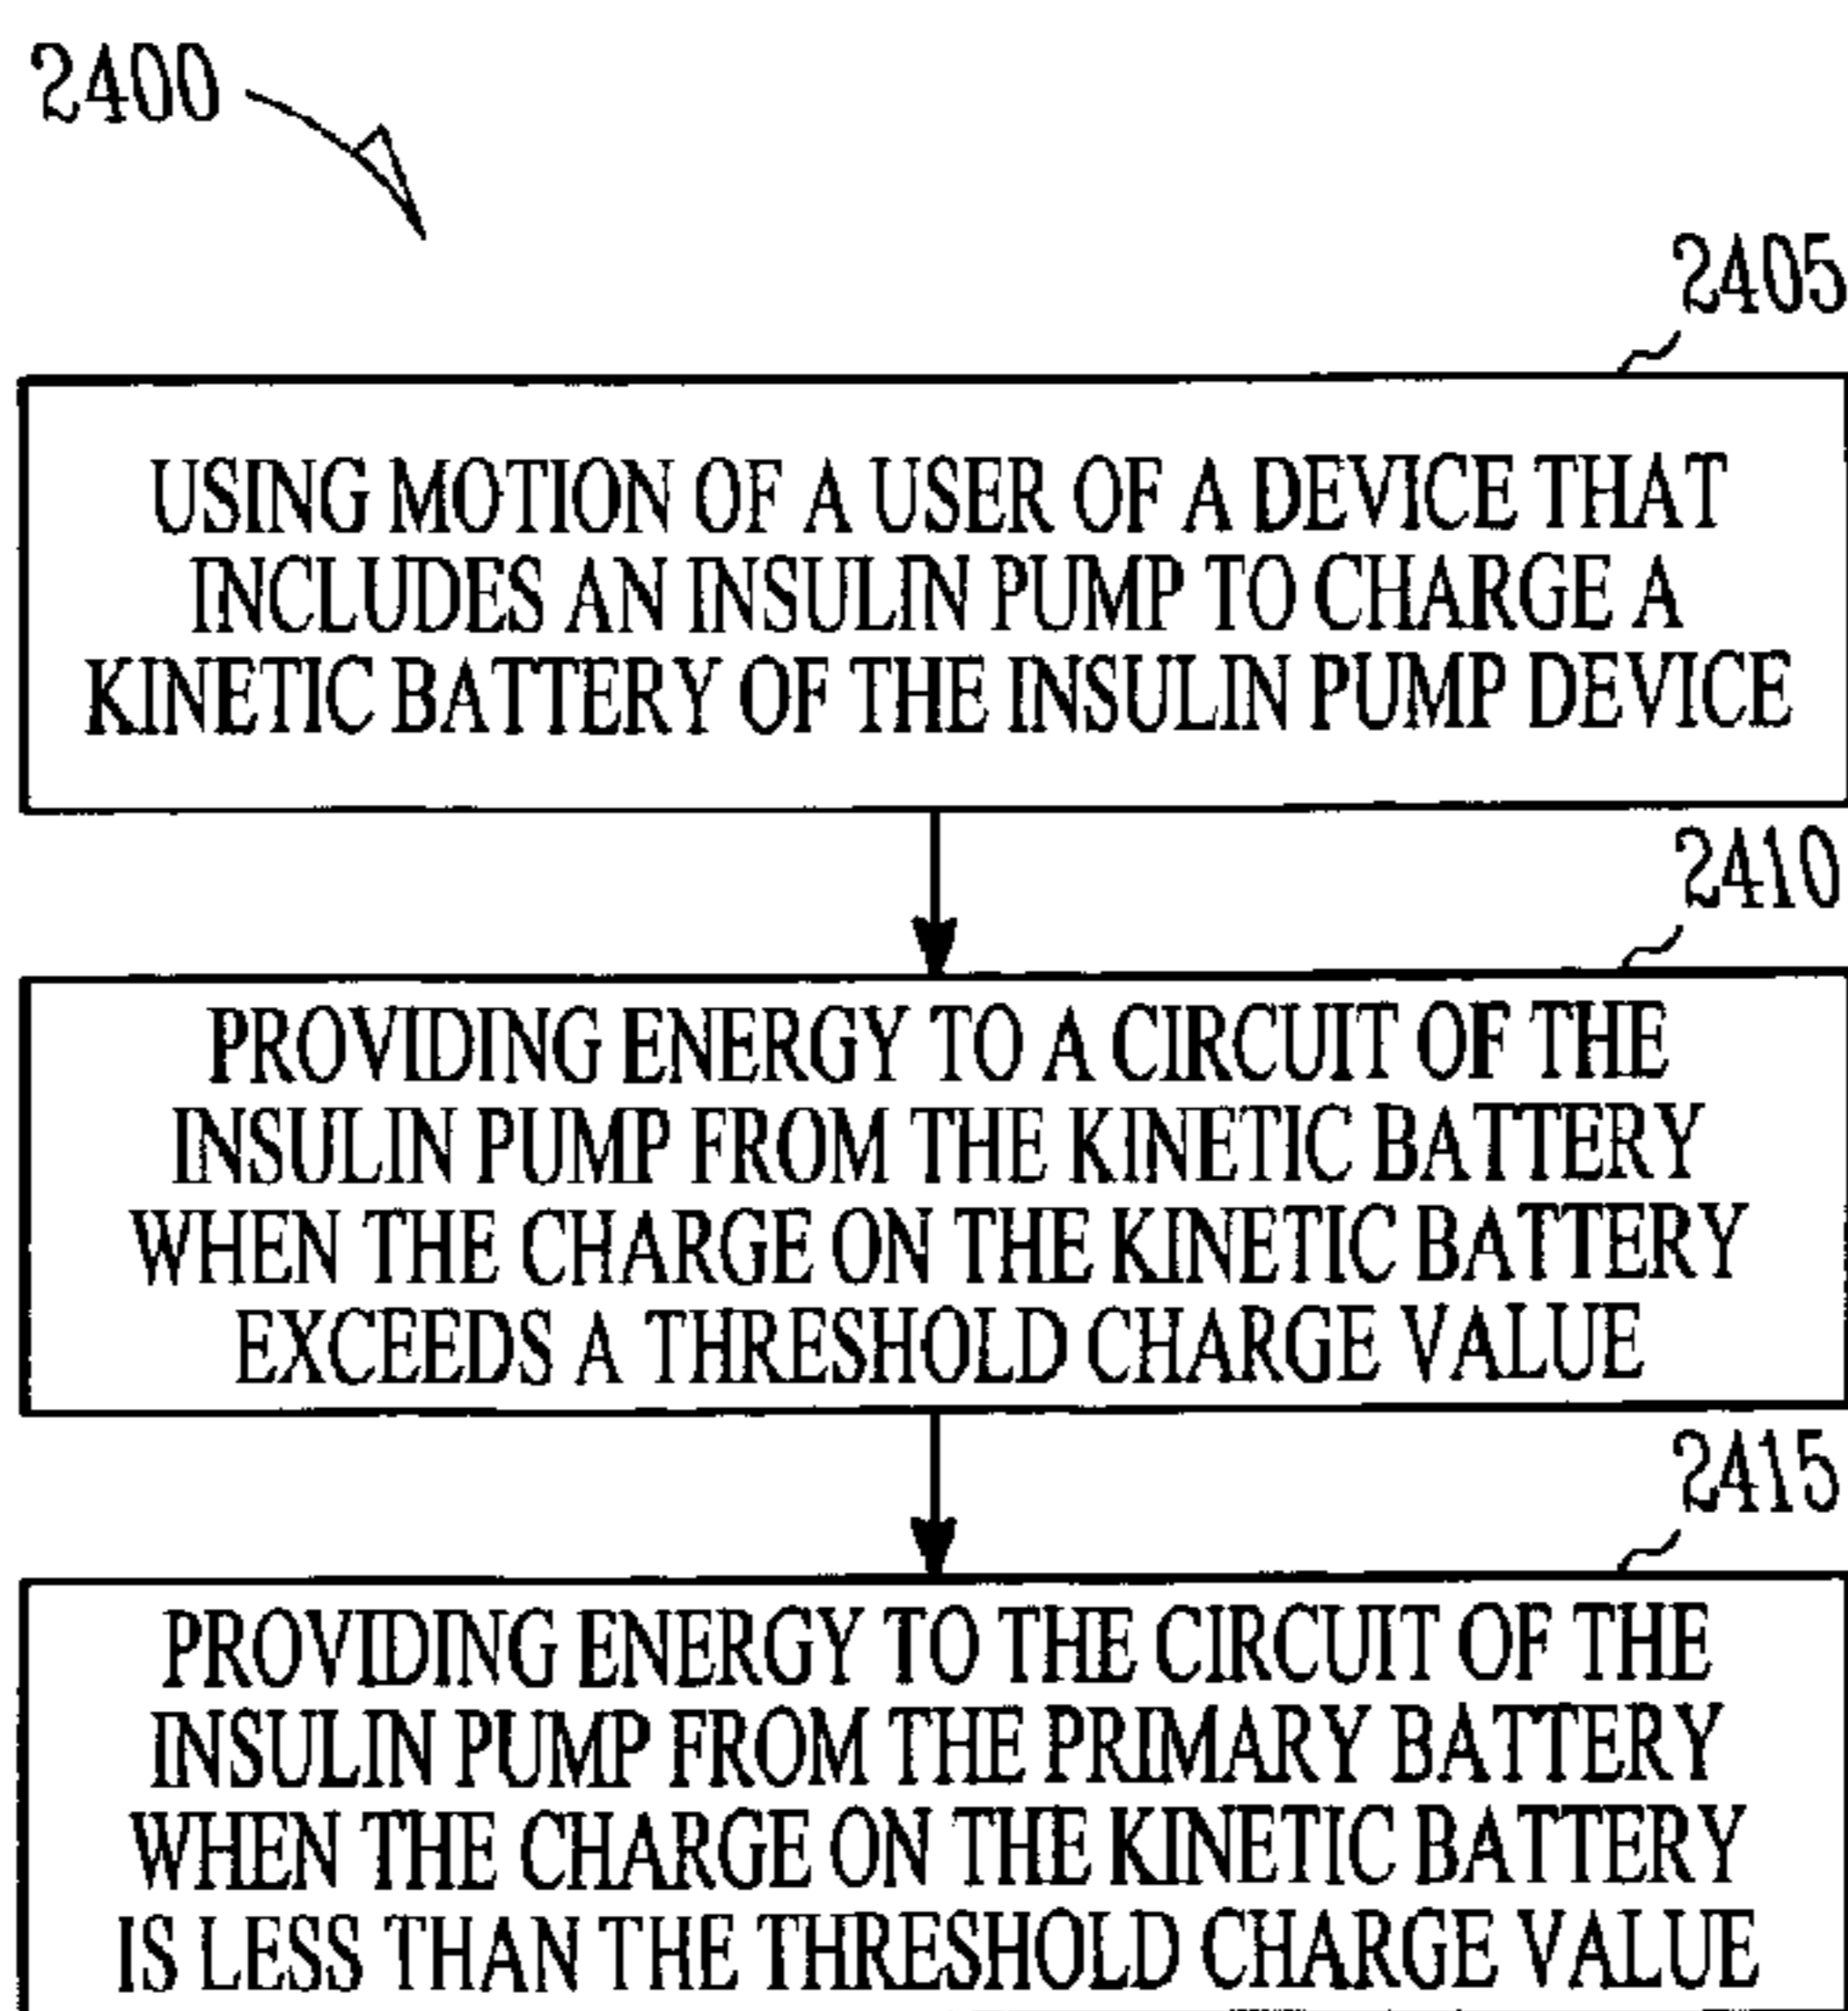 2400
2405
USING MOTION OF A USER OF A DEVICE THAT
INCLUDES AN INSULIN PUMP TO CHARGE A
KINETIC BATTERY OF THE INSULIN PUMP DEVICE
2410
PROVIDING ENERGY TO A CIRCUIT OF THE
INSULIN PUMP FROM THE KINETIC BATTERY
WHEN THE CHARGE ON THE KINETIC BATTERY
EXCEEDS A THRESHOLD CHARGE VALUE
2415
PROVIDING ENERGY TO THE CIRCUIT OF THE
INSULIN PUMP FROM THE PRIMARY BATTERY
WHEN THE CHARGE ON THE KINETIC BATTERY
IS LESS THAN THE THRESHOLD CHARGE VALUE